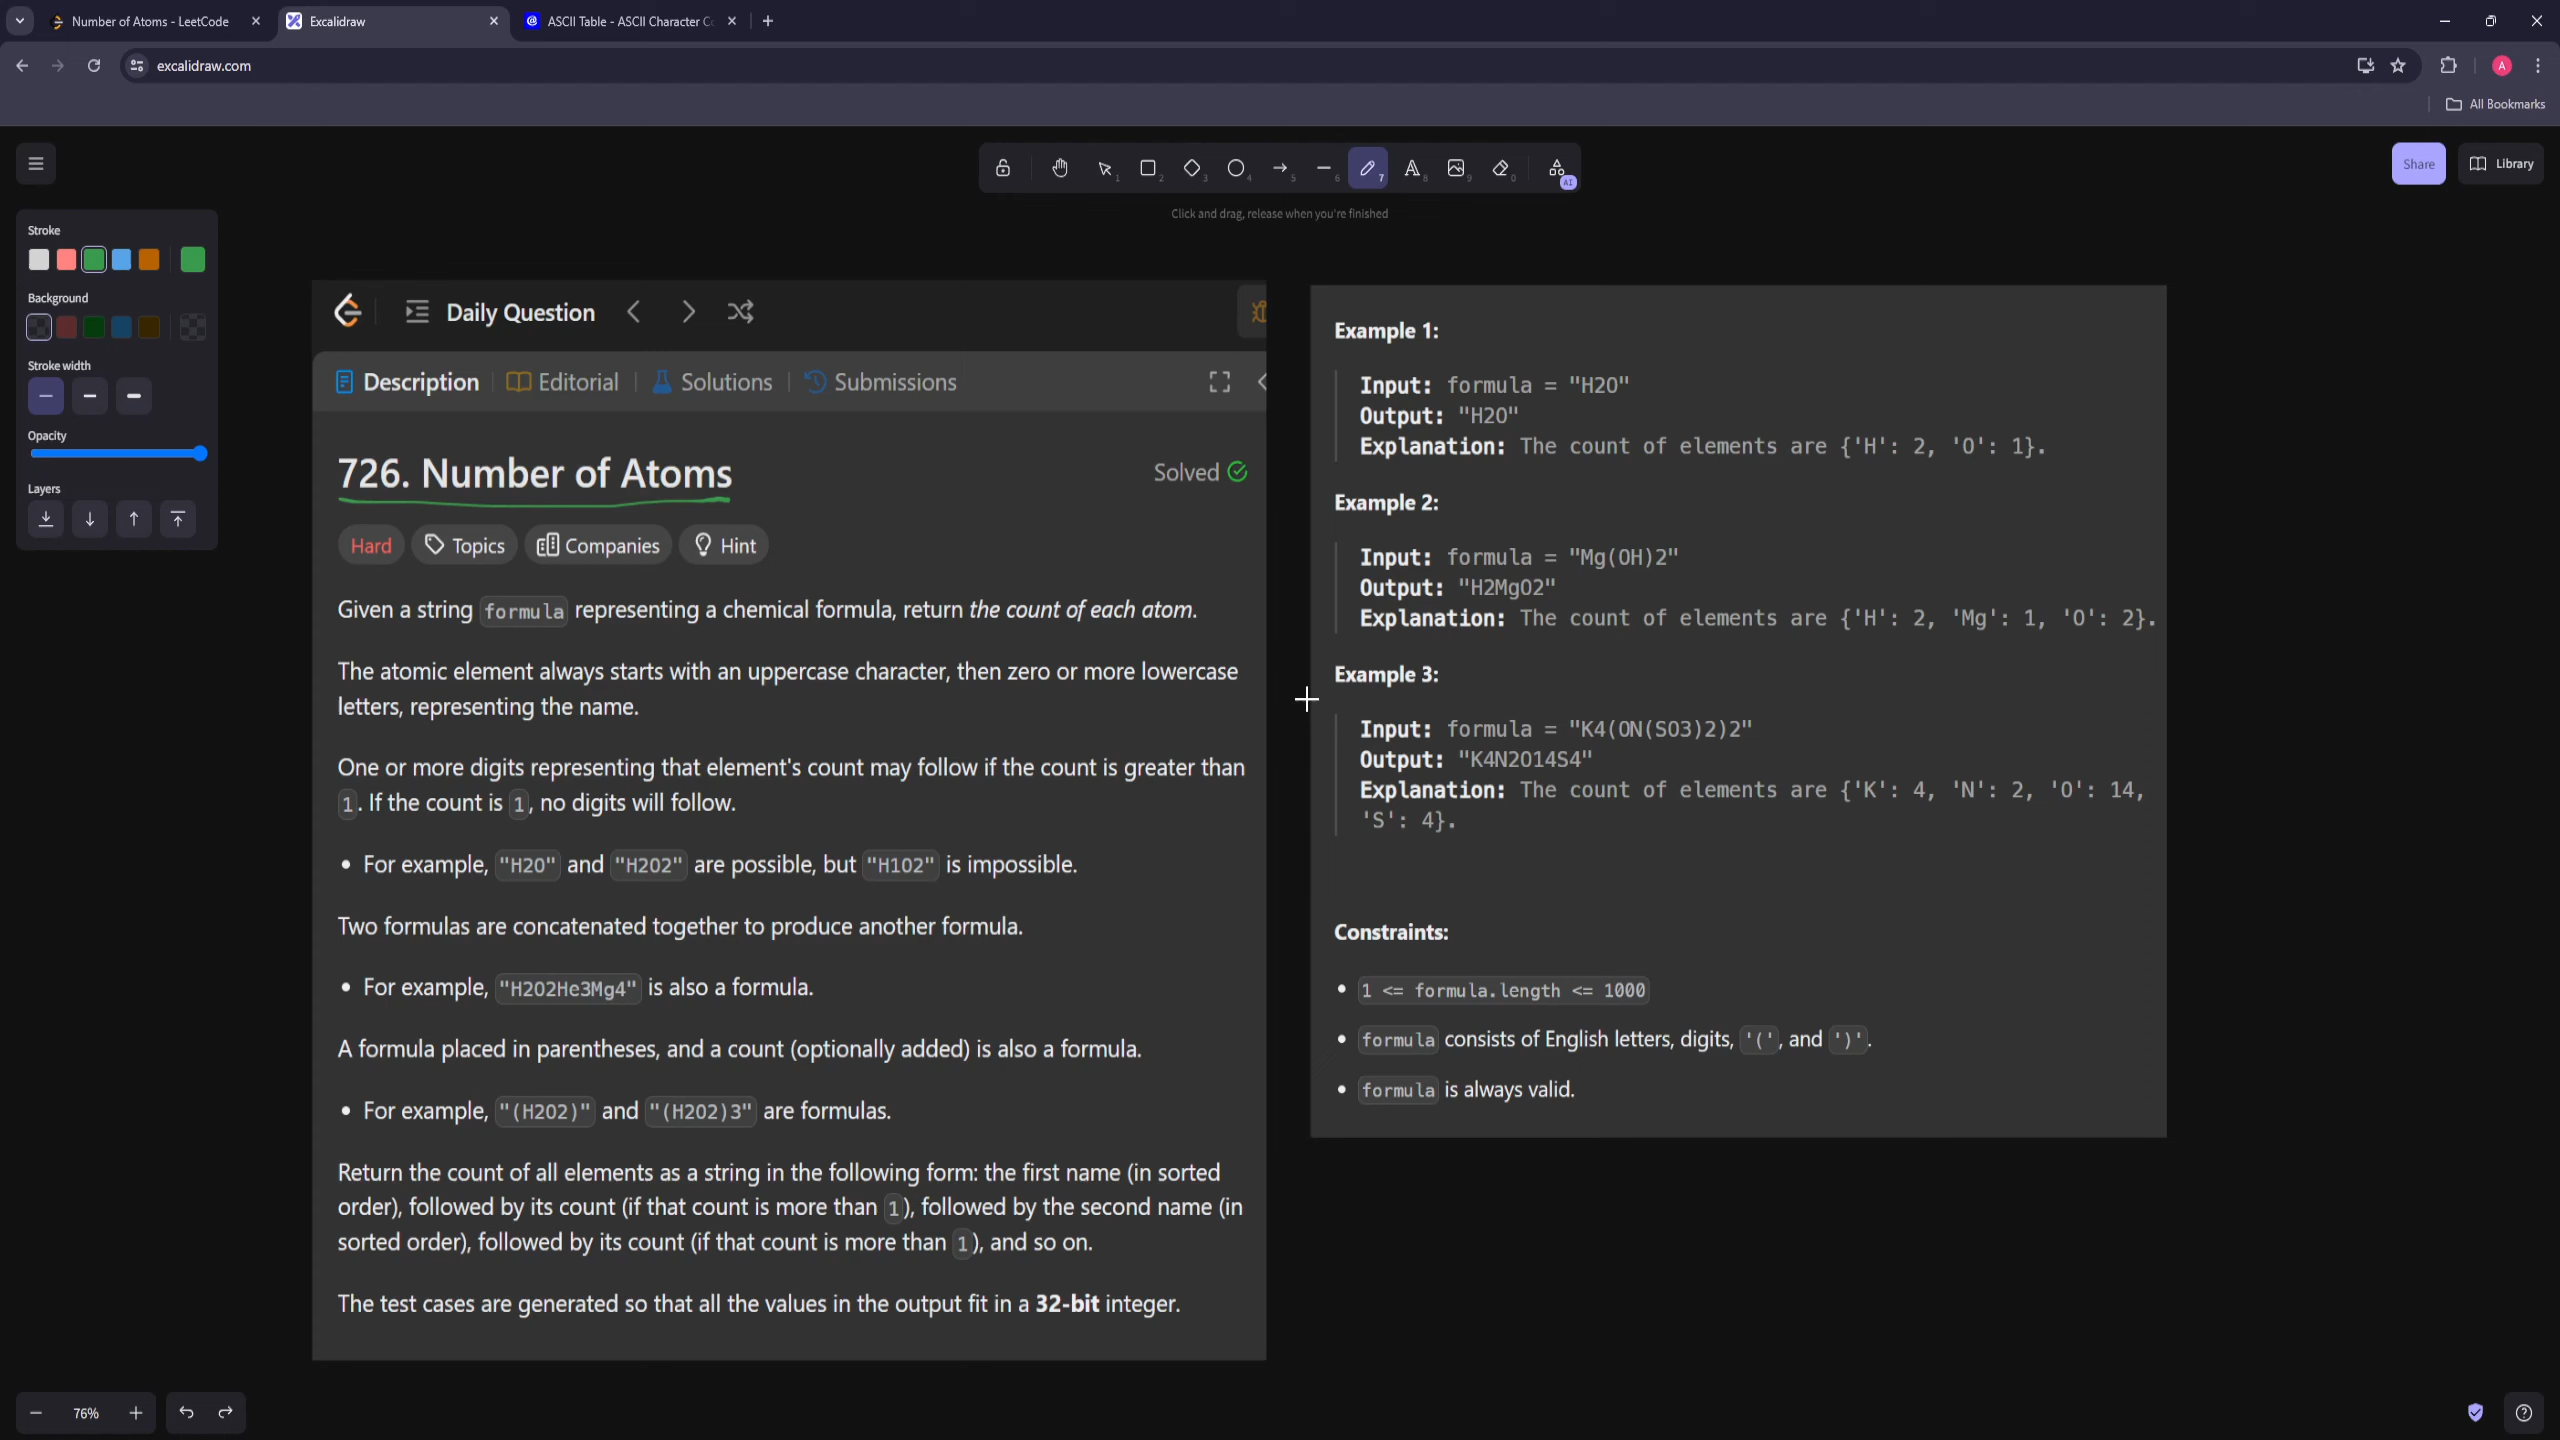 Number of Atoms - LeetCode
Excalidraw
ASCII Table - ASCII Character Co
excalidraw.com
A
All Bookmarks
1 2 3 4 5 6 7 8 9 0
AI
Share
Library
Click and drag, release when you're finished
Stroke
Background
Stroke width
Opacity
Layers
Daily Question
Description
Editorial
Solutions
Submissions
726. Number of Atoms
Solved
Hard
Topics
Companies
Hint
Given a string formula representing a chemical formula, return the count of each atom.
The atomic element always starts with an uppercase character, then zero or more lowercase
letters, representing the name.
One or more digits representing that element's count may follow if the count is greater than
1. If the count is 1, no digits will follow.
• For example, "H2O" and "H2O2" are possible, but "H1O2" is impossible.
Two formulas are concatenated together to produce another formula.
• For example, "H2O2He3Mg4" is also a formula.
A formula placed in parentheses, and a count (optionally added) is also a formula.
• For example, "(H2O2)" and "(H2O2)3" are formulas.
Return the count of all elements as a string in the following form: the first name (in sorted
order), followed by its count (if that count is more than 1), followed by the second name (in
sorted order), followed by its count (if that count is more than 1), and so on.
The test cases are generated so that all the values in the output fit in a 32-bit integer.
Example 1:
Input: formula = "H2O"
Output: "H2O"
Explanation: The count of elements are {'H': 2, 'O': 1}.
Example 2:
Input: formula = "Mg(OH)2"
Output: "H2MgO2"
Explanation: The count of elements are {'H': 2, 'Mg': 1, 'O': 2}.
Example 3:
Input: formula = "K4(ON(SO3)2)2"
Output: "K4N2O14S4"
Explanation: The count of elements are {'K': 4, 'N': 2, 'O': 14,
'S': 4}.
Constraints:
• 1 <= formula.length <= 1000
• formula consists of English letters, digits, '(', and ')'.
• formula is always valid.
76%